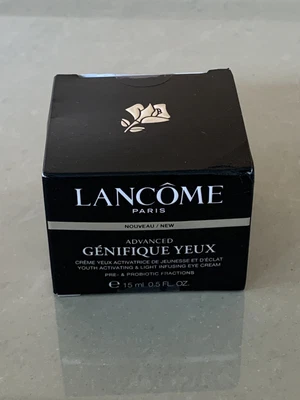 LANCÔME
PARIS
NOUVEAU / NEW
ADVANCED
GÉNIFIQUE YEUX
CRÈME YEUX ACTIVATRICE DE JEUNESSE ET D'ÉCLAT
YOUTH ACTIVATING & LIGHT INFUSING EYE CREAM
PRE- & PROBIOTIC FRACTIONS
℮ 15 ml 0.5 FL. OZ.